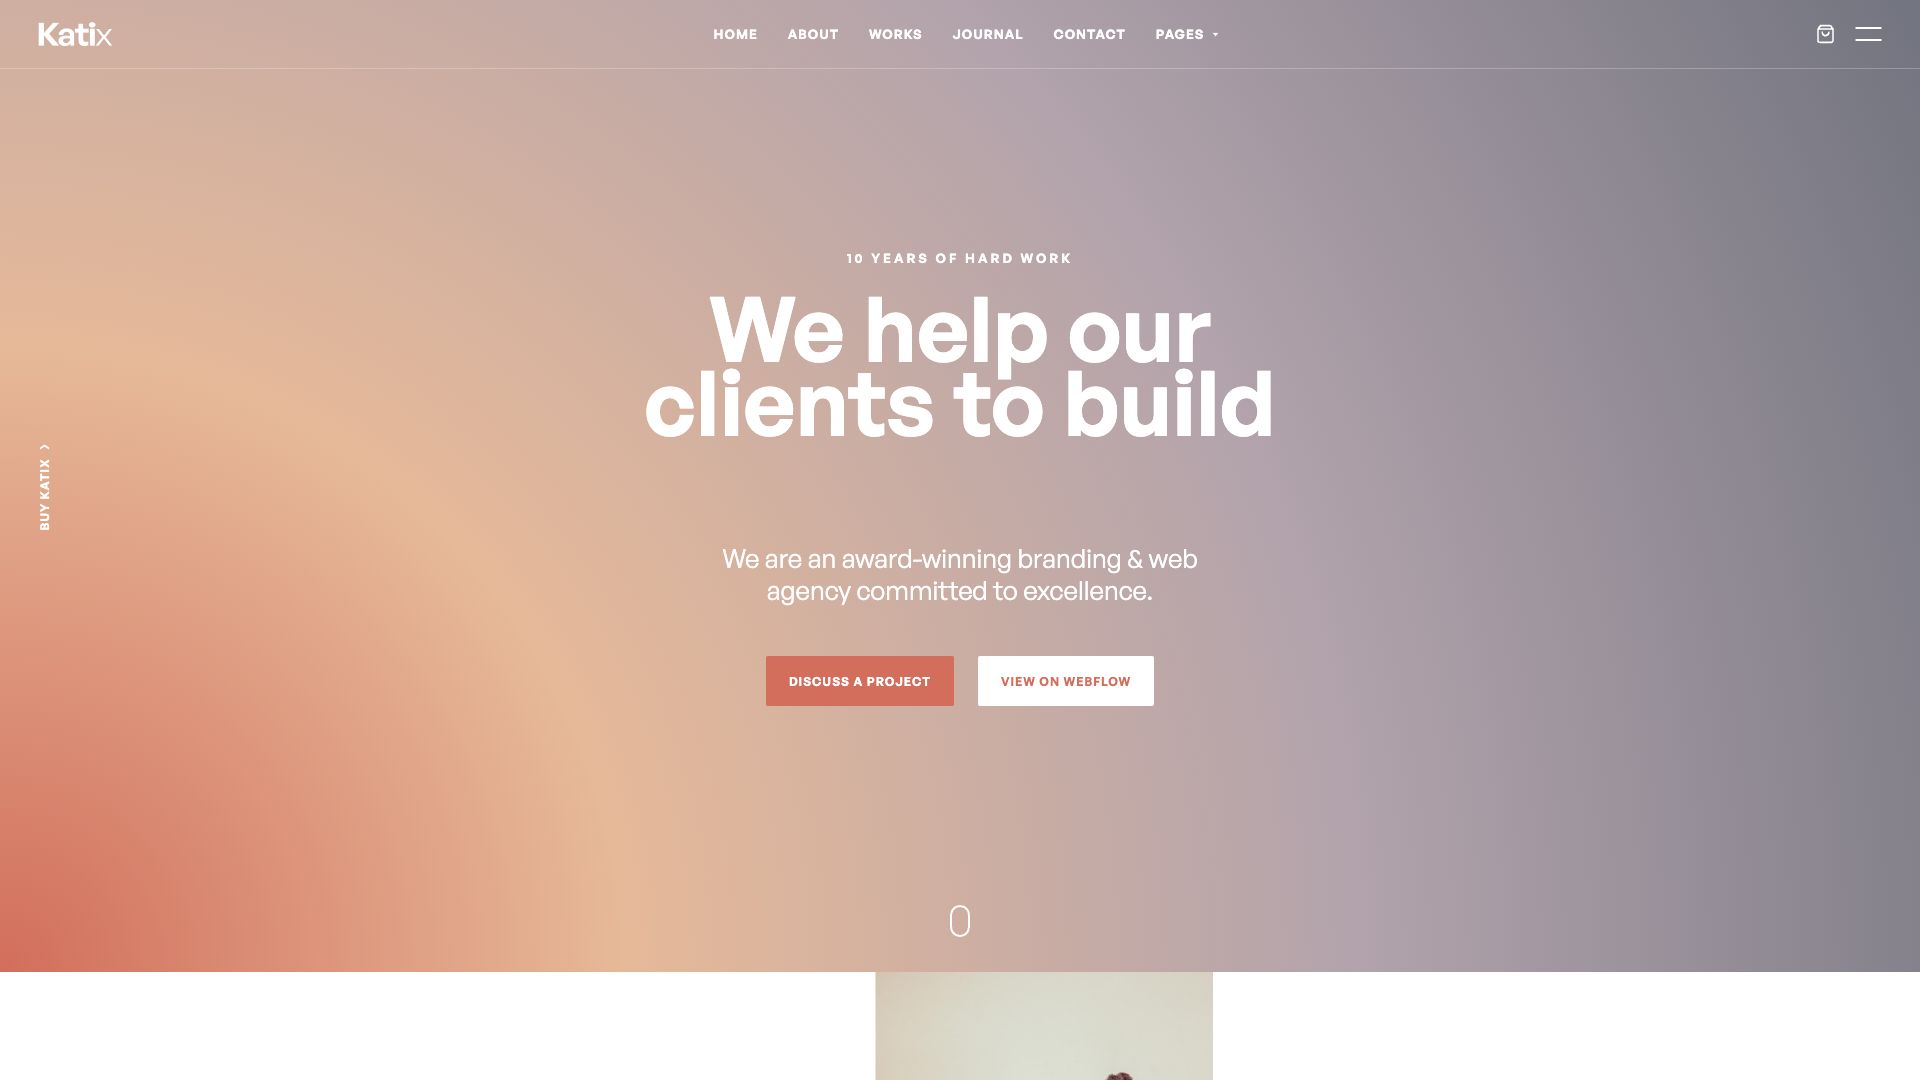 Katix
HOME ABOUT WORKS JOURNAL CONTACT PAGES
10 YEARS OF HARD WORK
We help our
clients to build
BUY KATIX
We are an award-winning branding & web
agency committed to excellence.
DISCUSS A PROJECT
VIEW ON WEBFLOW